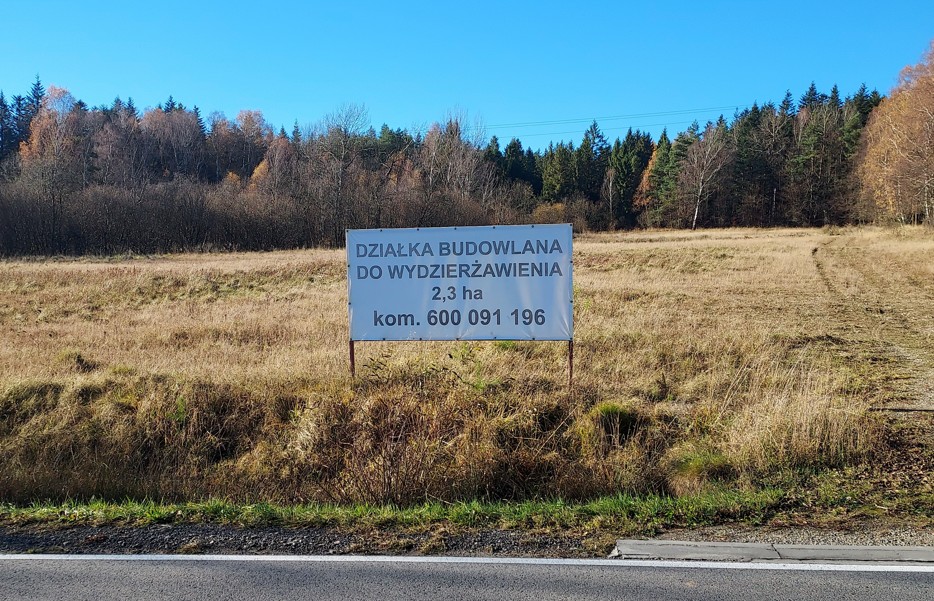 DZIAŁKA BUDOWLANA
DO WYDZIERŻAWIENIA
2,3 ha
kom. 600 091 196